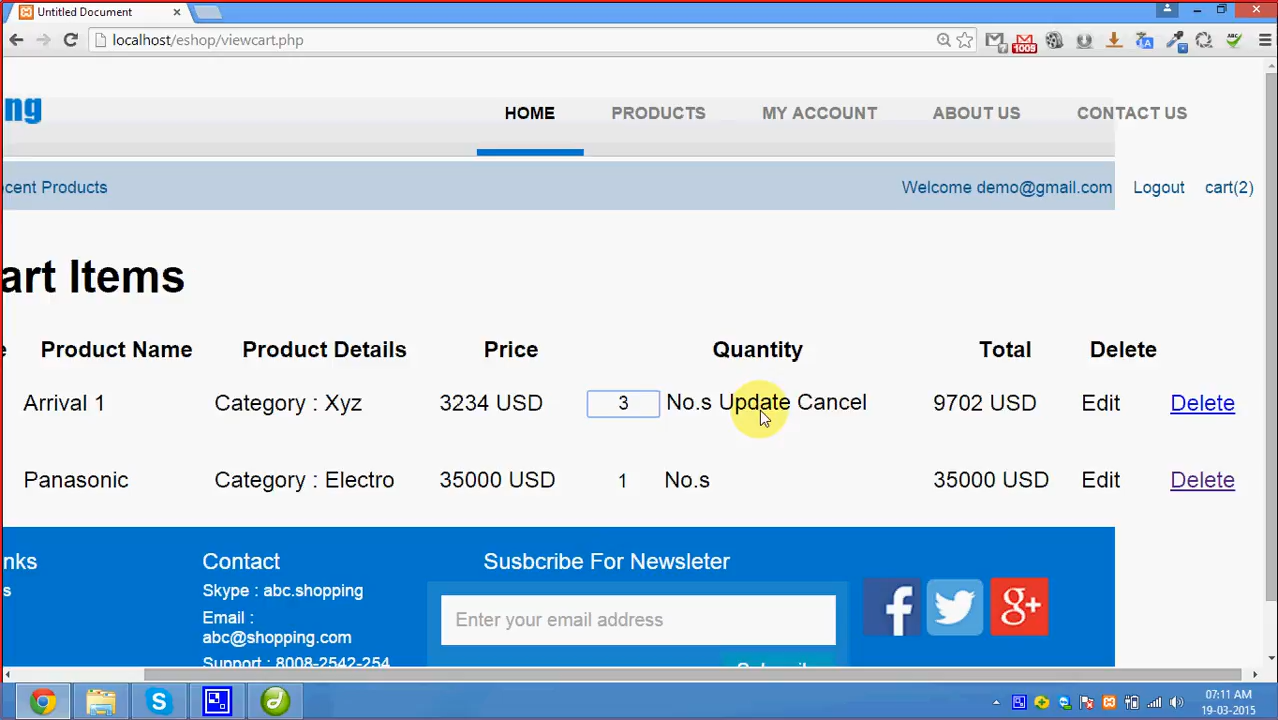 Untitled Document
localhost/eshop/viewcart.php
1005
ABC
ng HOME PRODUCTS MY ACCOUNT ABOUT US CONTACT US
ecent Products Welcome demo@gmail.com Logout cart(2)
art Items
e Product Name Product Details Price Quantity Total Delete
Arrival 1 Category : Xyz 3234 USD 3 No.s Update Cancel 9702 USD Edit Delete
Panasonic Category : Electro 35000 USD 1 No.s 35000 USD Edit Delete
nks Contact Susbcribe For Newsletter
s Skype : abc.shopping
Email :
abc@shopping.com
Enter your email address
Support : 8008-2542-254
07:11 AM
19-03-2015